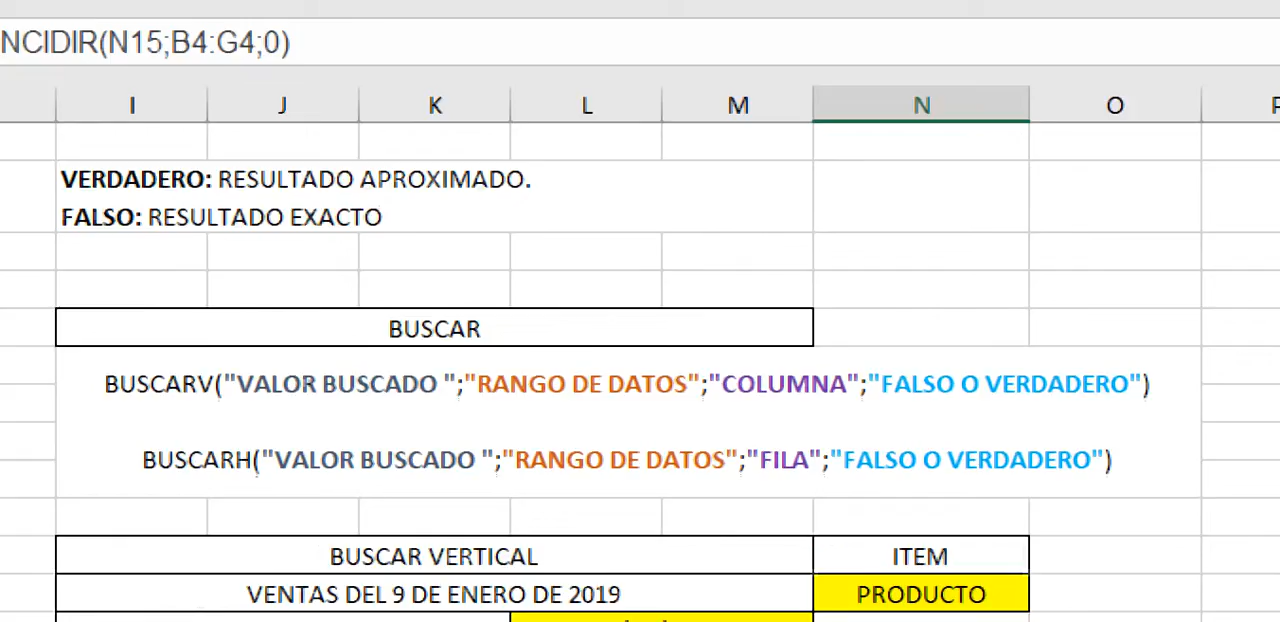 NCIDIR(N15;B4:G4;0)
I J K L M N O
VERDADERO: RESULTADO APROXIMADO.
FALSO: RESULTADO EXACTO
BUSCAR
BUSCARV("VALOR BUSCADO ";"RANGO DE DATOS";"COLUMNA";"FALSO O VERDADERO")
BUSCARH("VALOR BUSCADO ";"RANGO DE DATOS";"FILA";"FALSO O VERDADERO")
BUSCAR VERTICAL ITEM
VENTAS DEL 9 DE ENERO DE 2019 PRODUCTO